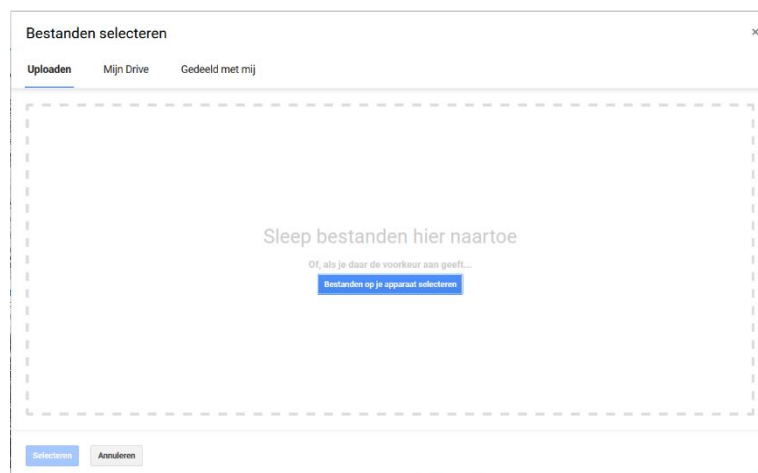 Bestanden selecteren
Uploaden Mijn Drive Gedeeld met mij
Sleep bestanden hier naartoe
Of, als je daar de voorkeur aan geeft...
Bestanden op je apparaat selecteren
Selecteren Annuleren